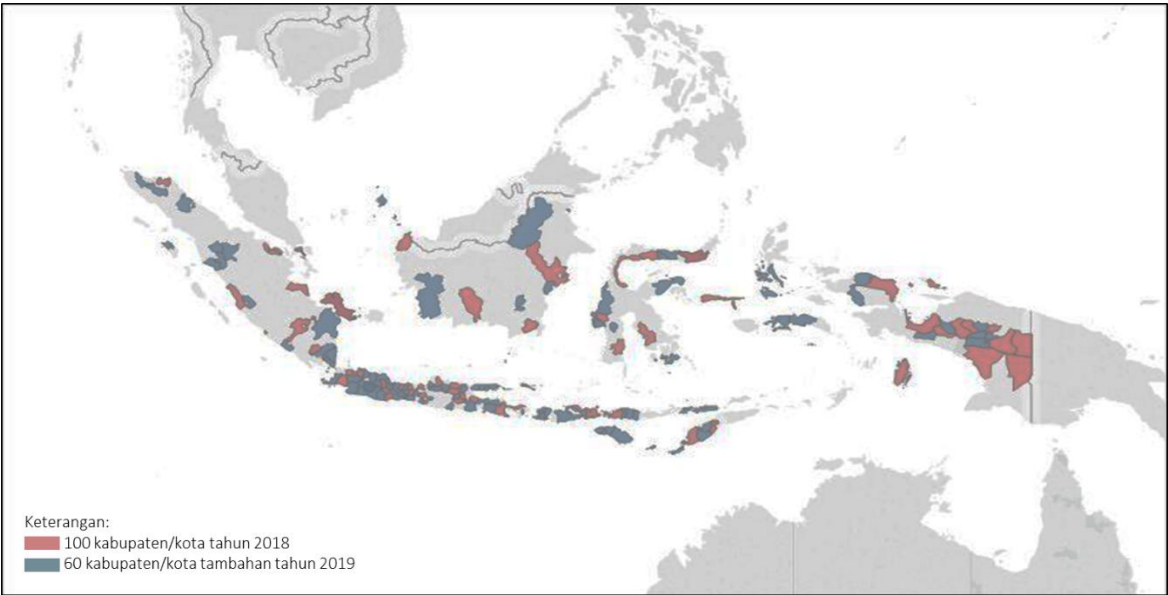 Keterangan:
100 kabupaten/kota tahun 2018
60 kabupaten/kota tambahan tahun 2019